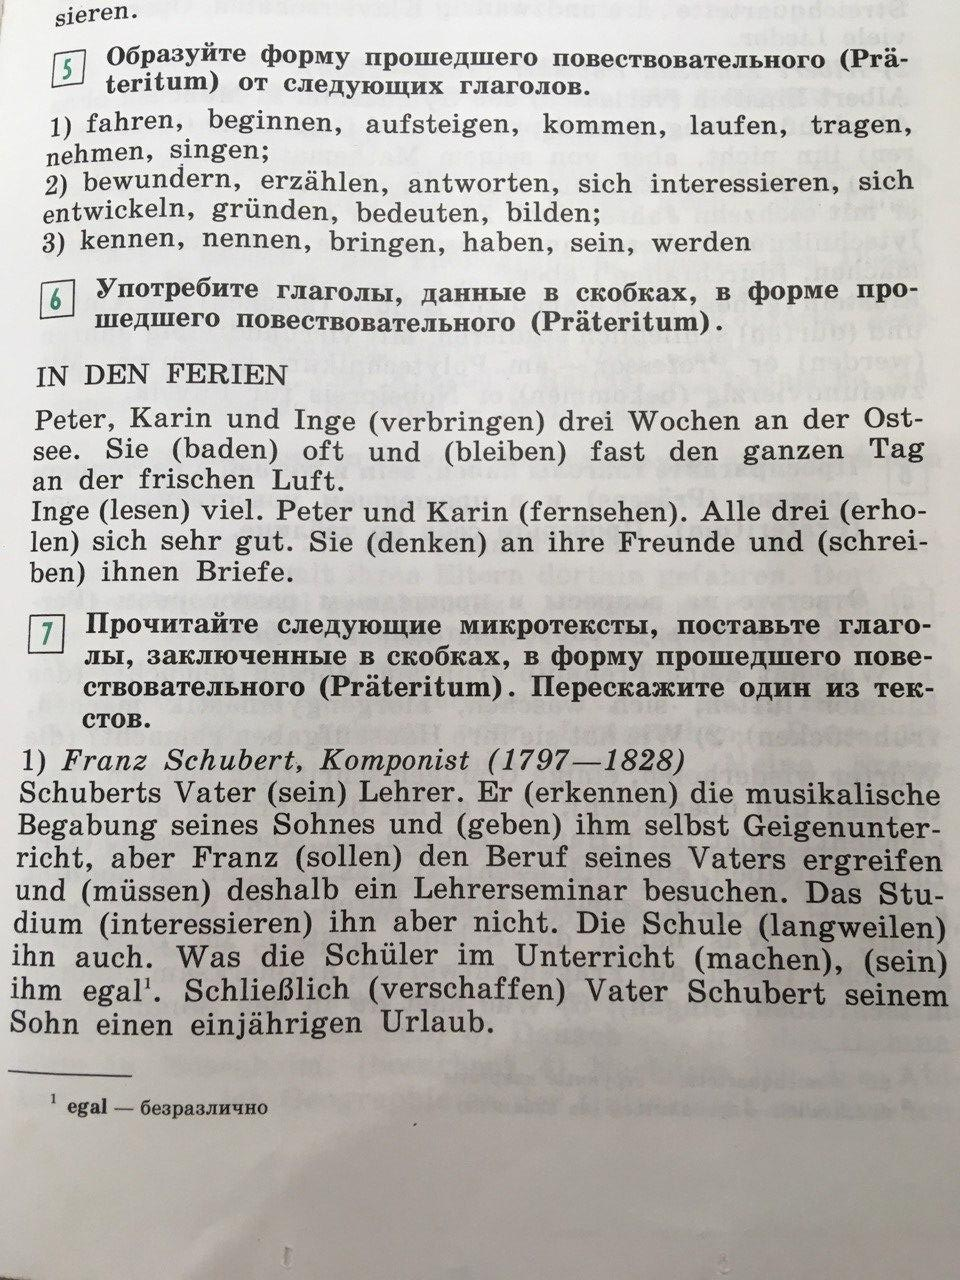 sieren.
5 Образуйте форму прошедшего повествовательного (Prä-
teritum) от следующих глаголов.
1) fahren, beginnen, aufsteigen, kommen, laufen, tragen,
nehmen, singen;
2) bewundern, erzählen, antworten, sich interessieren, sich
entwickeln, gründen, bedeuten, bilden;
3) kennen, nennen, bringen, haben, sein, werden
6 Употребите глаголы, данные в скобках, в форме про-
шедшего повествовательного (Präteritum).
IN DEN FERIEN
Peter, Karin und Inge (verbringen) drei Wochen an der Ost-
see. Sie (baden) oft und (bleiben) fast den ganzen Tag
an der frischen Luft.
Inge (lesen) viel. Peter und Karin (fernsehen). Alle drei (erho-
len) sich sehr gut. Sie (denken) an ihre Freunde und (schrei-
ben) ihnen Briefe.
7 Прочитайте следующие микротексты, поставьте глаго-
лы, заключенные в скобках, в форму прошедшего пове-
ствовательного (Präteritum). Перескажите один из тек-
стов.
1) Franz Schubert, Komponist (1797—1828)
Schuberts Vater (sein) Lehrer. Er (erkennen) die musikalische
Begabung seines Sohnes und (geben) ihm selbst Geigenunter-
richt, aber Franz (sollen) den Beruf seines Vaters ergreifen
und (müssen) deshalb ein Lehrerseminar besuchen. Das Stu-
dium (interessieren) ihn aber nicht. Die Schule (langweilen)
ihn auch. Was die Schüler im Unterricht (machen), (sein)
ihm egal¹. Schließlich (verschaffen) Vater Schubert seinem
Sohn einen einjährigen Urlaub.
¹ egal — безразлично